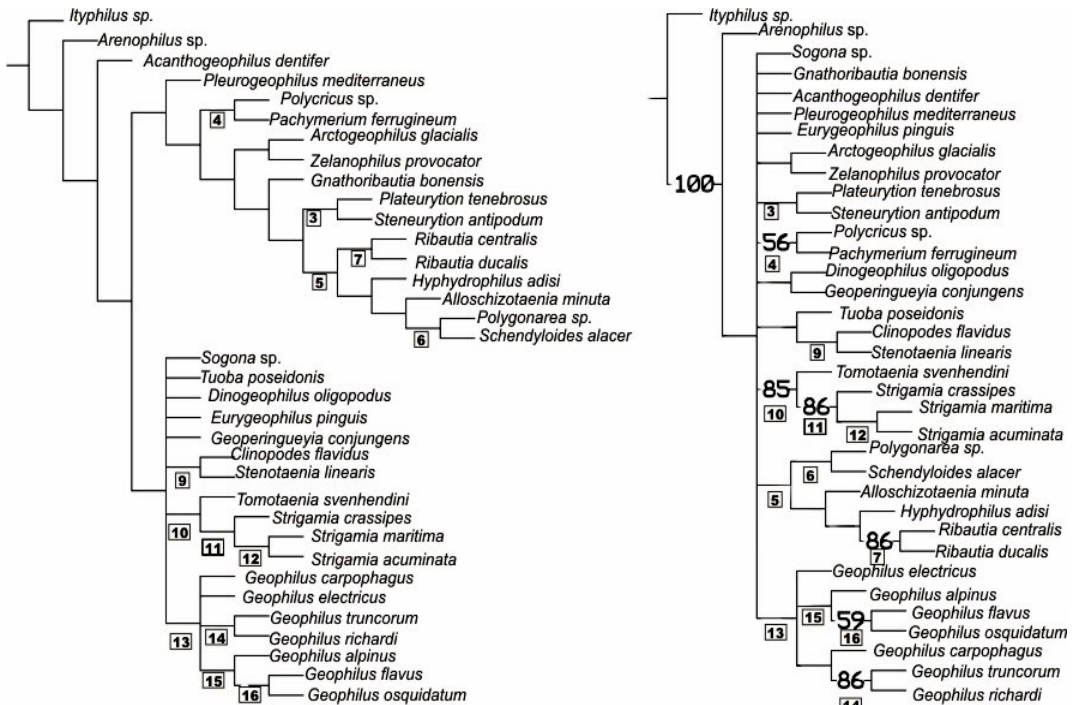 Ityphilus sp.
Arenophilus sp.
Acanthogeophilus dentifer
Pleurogeophilus mediterraneus
Polycricus sp.
4
Pachymerium ferrugineum
Arctogeophilus glacialis
Zelanophilus provocator
Gnathoribautia bonensis
Plateurytion tenebrosus
3
Steneurytion antipodum
Ribautia centralis
7
Ribautia ducalis
5
Hyphydrophilus adisi
Alloschizotaenia minuta
Polygonarea sp.
6
Schendyloides alacer
Sogona sp.
Tuoba poseidonis
Dinogeophilus oligopodus
Eurygeophilus pinguis
Geoperingueyia conjungens
Clinopodes flavidus
9
Stenotaenia linearis
Tomotaenia svenhendini
10
Strigamia crassipes
11
Strigamia maritima
12
Strigamia acuminata
Geophilus carpophagus
Geophilus electricus
Geophilus truncorum
13
14
Geophilus richardi
Geophilus alpinus
15
Geophilus flavus
16
Geophilus osquidatum
Ityphilus sp.
Arenophilus sp.
Sogona sp.
Gnathoribautia bonensis
Acanthogeophilus dentifer
Pleurogeophilus mediterraneus
Eurygeophilus pinguis
Arctogeophilus glacialis
Zelanophilus provocator
100
Plateurytion tenebrosus
3
Steneurytion antipodum
Polycricus sp.
56
Pachymerium ferrugineum
4
Dinogeophilus oligopodus
Geoperingueyia conjungens
Tuoba poseidonis
Clinopodes flavidus
9
Stenotaenia linearis
Tomotaenia svenhendini
85
Strigamia crassipes
10
86
Strigamia maritima
11
12
Strigamia acuminata
Polygonarea sp.
6
Schendyloides alacer
5
Alloschizotaenia minuta
Hyphydrophilus adisi
Ribautia centralis
86
Ribautia ducalis
7
Geophilus electricus
Geophilus alpinus
15
Geophilus flavus
59
13
16
Geophilus osquidatum
Geophilus carpophagus
Geophilus truncorum
86
Geophilus richardi
14